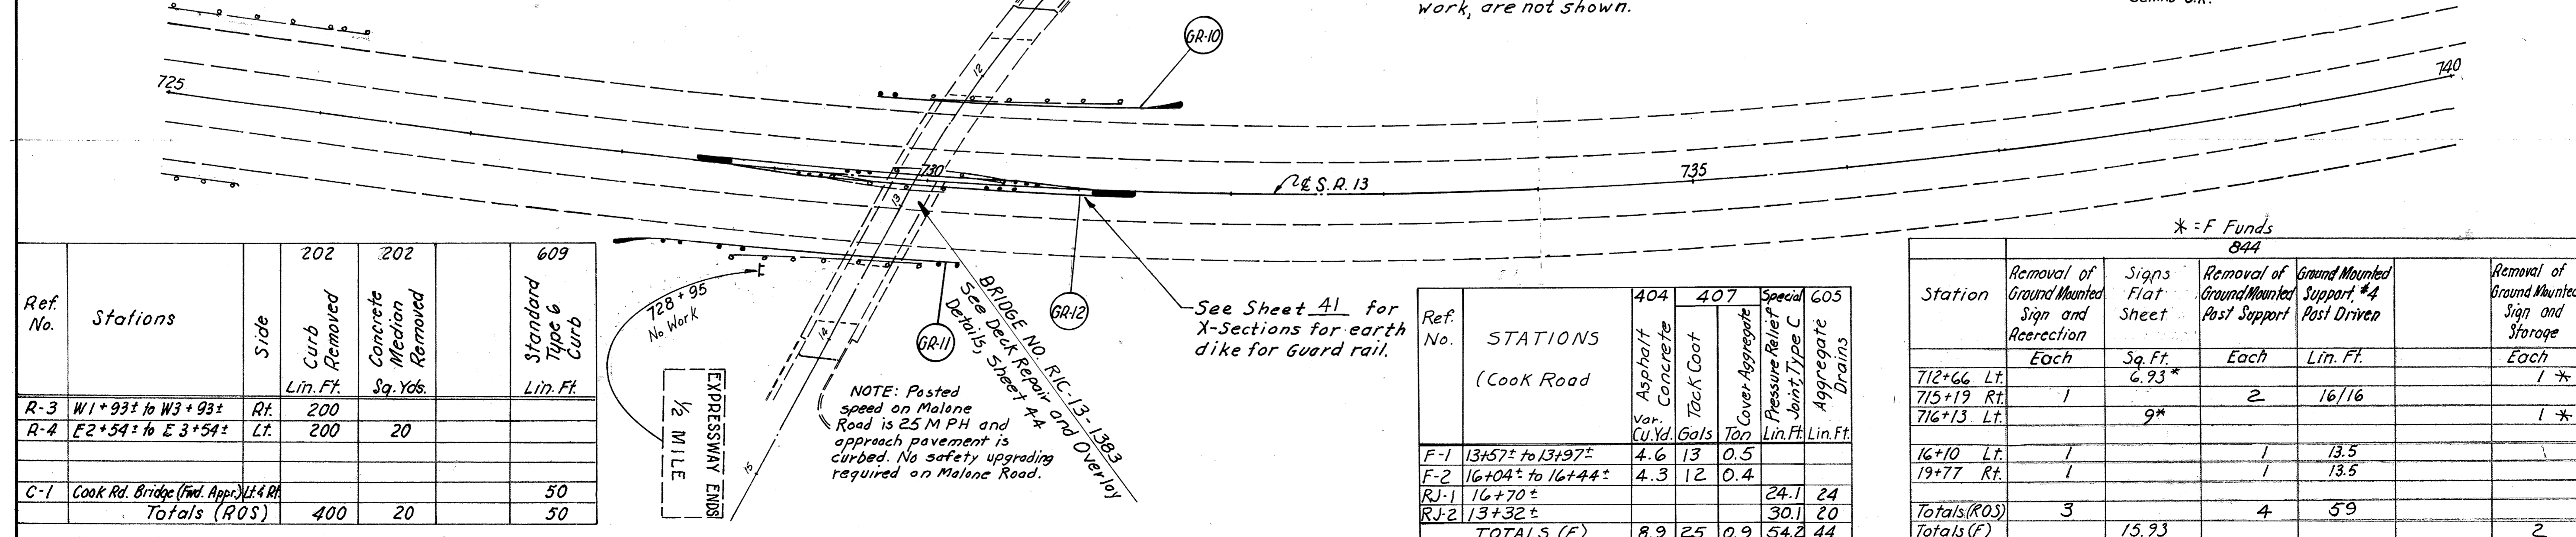 work, are not shown.
GR-10
725
12
740
730
735
13
℄ S.R. 13
728+95
No Work
14
GR-11
GR-12
BRIDGE NO. RIC-13-1383
See Deck Repair and Overlay
Details, Sheet 44
See Sheet 41 for
X-Sections for earth
dike for Guard rail.
EXPRESSWAY ENDS
½ MILE
15
NOTE: Posted
speed on Malone
Road is 25 MPH and
approach pavement is
curbed. No safety upgrading
required on Malone Road.
202 202 609
Ref. No. Stations Side Curb Removed Concrete Median Removed Standard Type 6 Curb
Lin. Ft. Sq. Yds. Lin. Ft.
R-3 W1+93± to W3+93± Rt. 200
R-4 E2+54± to E3+54± Lt. 200 20
C-1 Cook Rd. Bridge (Fwd. Appr.) Lt. & Rt. 50
Totals (ROS) 400 20 50
404 407 Special 605
Ref. No. STATIONS (Cook Road Asphalt Concrete Tack Coat Cover Aggregate Pressure Relief Joint, Type C Aggregate Drains
Var.
Cu.Yd. Gals Ton Lin.Ft. Lin.Ft.
F-1 13+57± to 13+97± 4.6 13 0.5
F-2 16+04± to 16+44± 4.3 12 0.4
RJ-1 16+70± 24.1 24
RJ-2 13+32± 30.1 20
TOTALS (F) 8.9 25 0.9 54.2 44
* = F Funds
844
Station Removal of Ground Mounted Sign and Reerection Signs Flat Sheet Removal of Ground Mounted Post Support Ground Mounted Support, #4 Post Driven Removal of Ground Mounted Sign and Storage
Each Sq. Ft. Each Lin. Ft. Each
712+66 Lt. 6.93* 1 *
715+19 Rt. 1 2 16/16
716+13 Lt. 9* 1 *
16+10 Lt. 1 1 13.5
19+77 Rt. 1 1 13.5
Totals (ROS) 3 4 59
Totals (F) 15.93 2